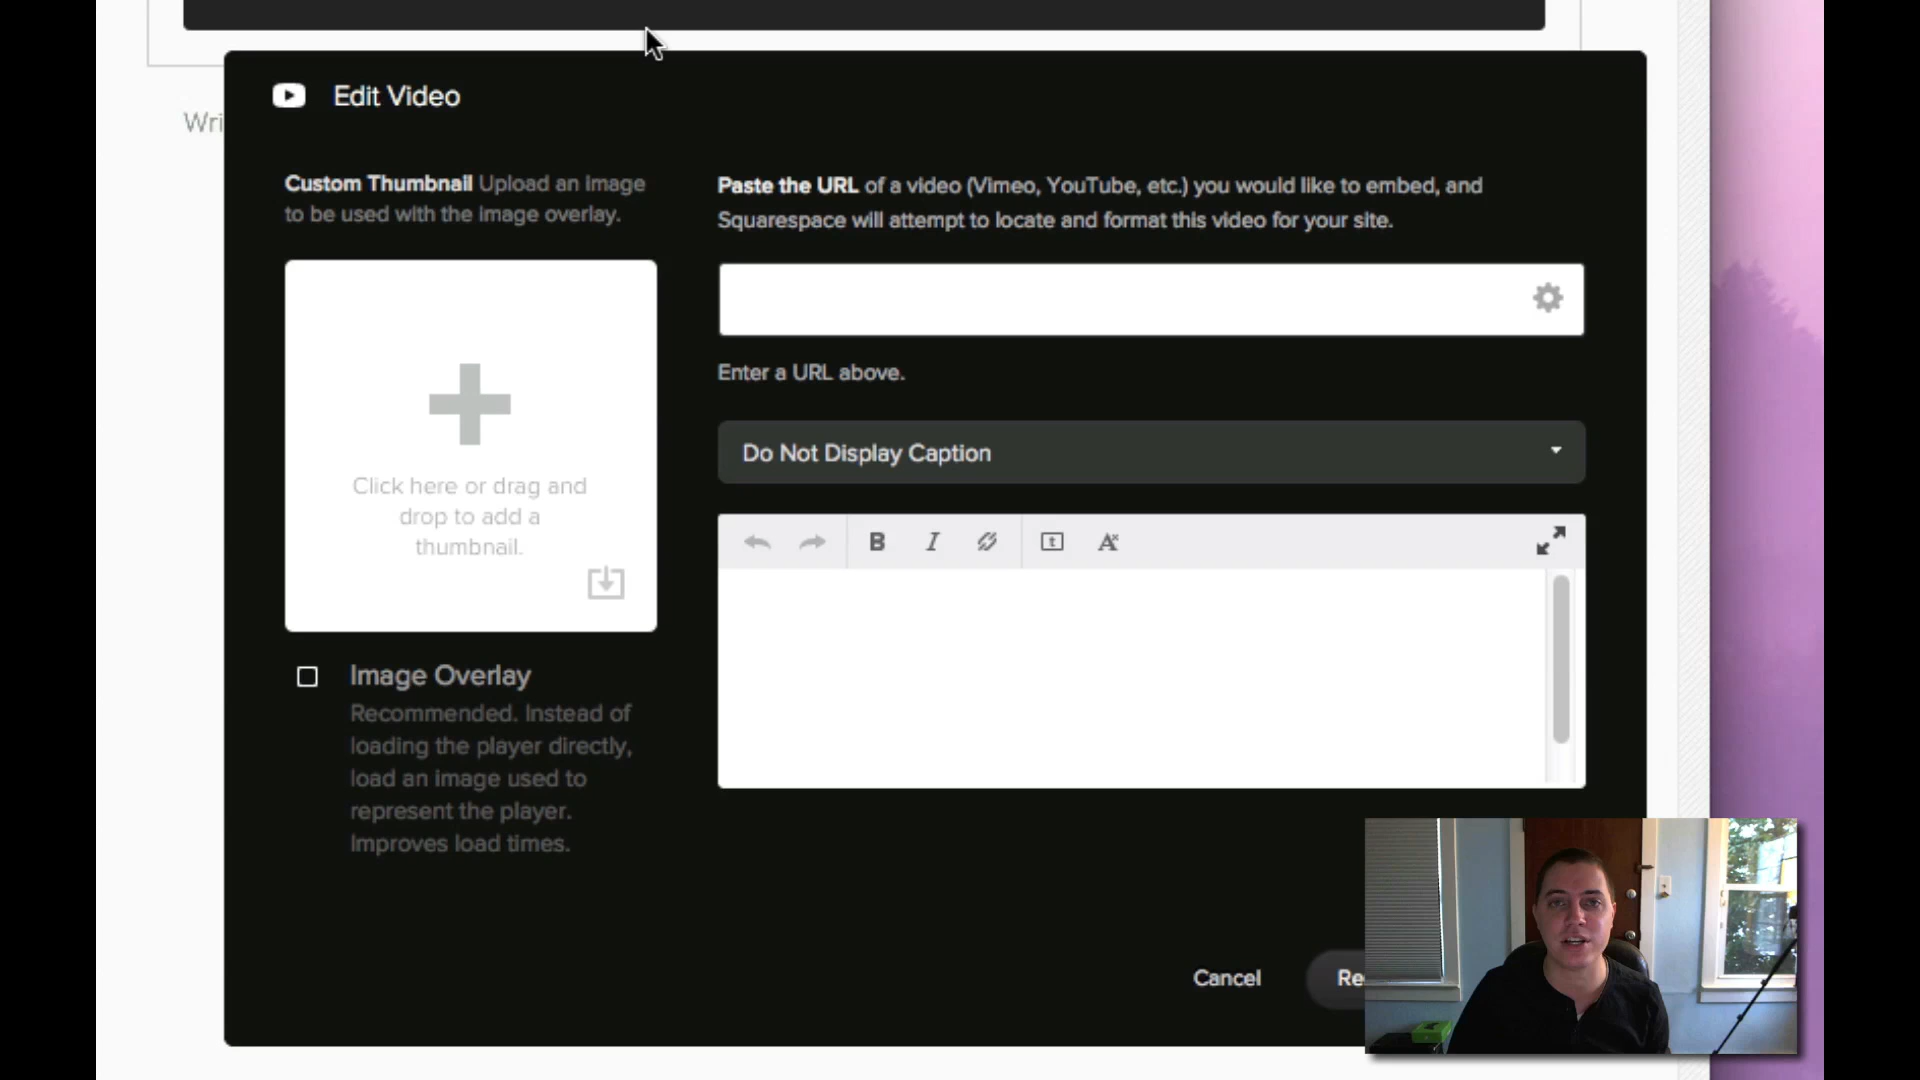 Edit Video
Wri
Custom Thumbnail Upload an image
to be used with the image overlay.
Paste the URL of a video (Vimeo, YouTube, etc.) you would like to embed, and
Squarespace will attempt to locate and format this video for your site.
Enter a URL above.
Do Not Display Caption
B I t A
Click here or drag and
drop to add a
thumbnail.
Image Overlay
Recommended. Instead of
loading the player directly,
load an image used to
represent the player.
Improves load times.
Cancel
Re